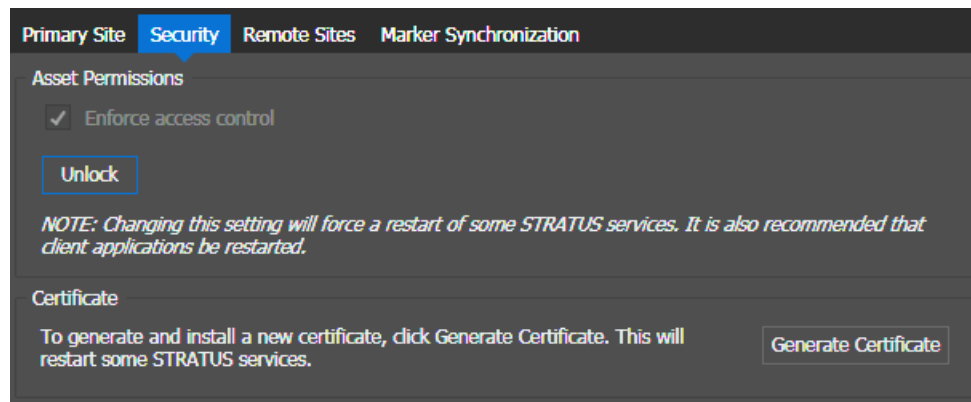 Primary Site Security Remote Sites Marker Synchronization
Asset Permissions
Enforce access control
Unlock
NOTE: Changing this setting will force a restart of some STRATUS services. It is also recommended that
client applications be restarted.
Certificate
To generate and install a new certificate, click Generate Certificate. This will
restart some STRATUS services.
Generate Certificate